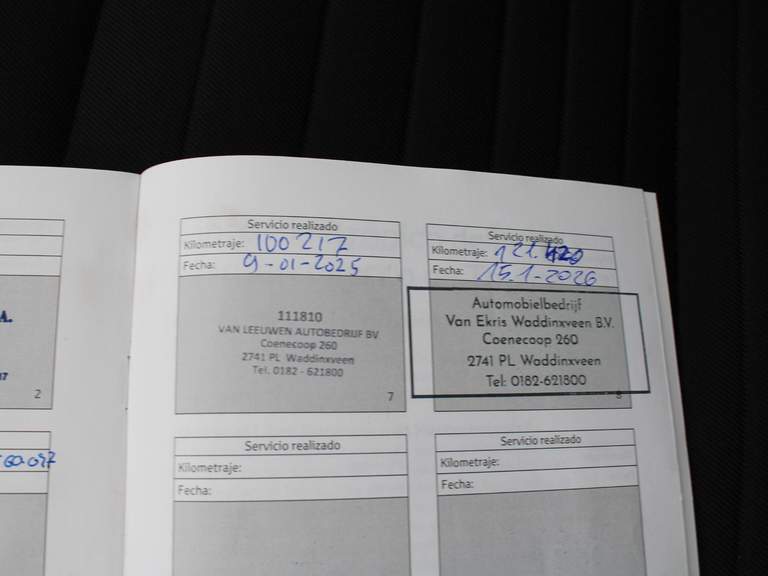 A.
2
Servicio realizado
Kilometraje: 100217
Fecha: 9-01-2025
111810
VAN LEEUWEN AUTOBEDRIJF BV
Coenecoop 260
2741 PL Waddinxveen
Tel. 0182 - 621800
7
Servicio realizado
Kilometraje:
Fecha: 15.1-2026
Automobielbedrijf
Van Ekris Waddinxveen B.V.
Coenecoop 260
2741 PL Waddinxveen
Tel: 0182-621800
8
Servicio realizado
Kilometraje:
Fecha:
Servicio realizado
Kilometraje:
Fecha: